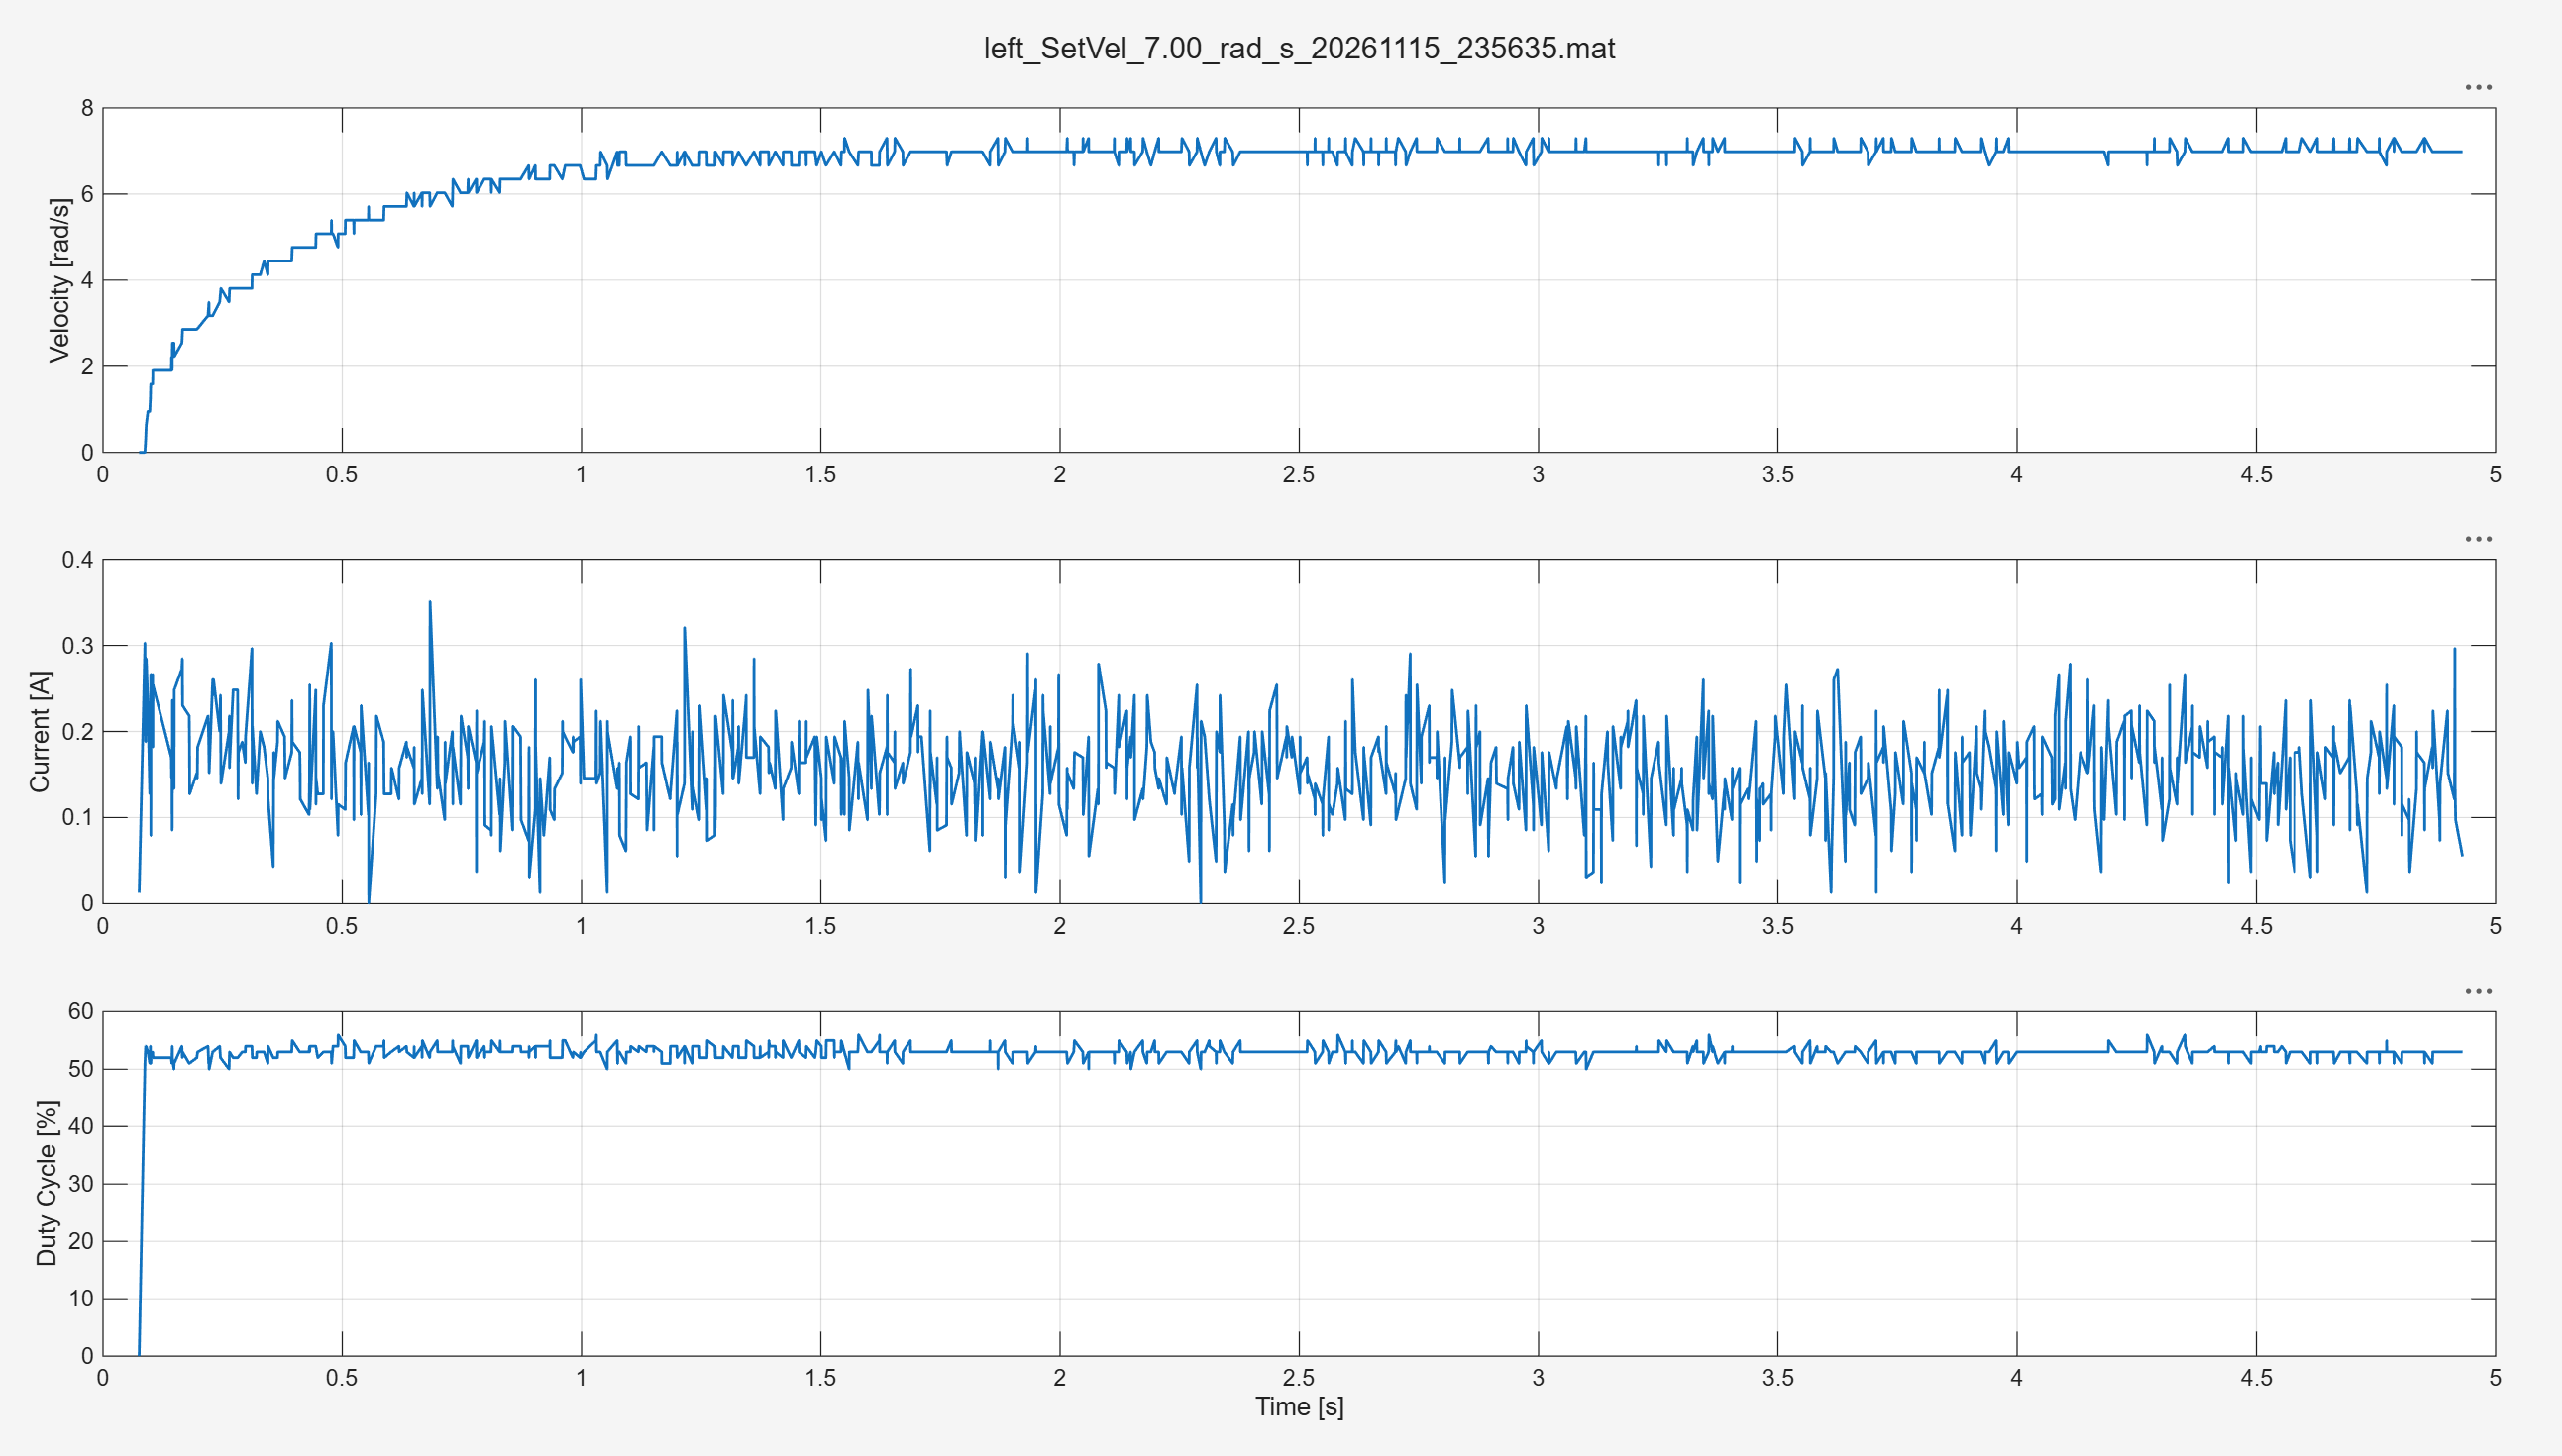 left_SetVel_7.00_rad_s_20261115_235635.mat
Velocity [rad/s]
8
6
4
2
0
0 0.5 1 1.5 2 2.5 3 3.5 4 4.5 5
Current [A]
0.4
0.3
0.2
0.1
0
0 0.5 1 1.5 2 2.5 3 3.5 4 4.5 5
Duty Cycle [%]
60
50
40
30
20
10
0
0 0.5 1 1.5 2 2.5 3 3.5 4 4.5 5
Time [s]